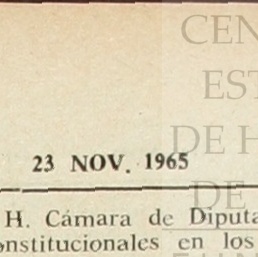 CEN
EST
23 NOV. 1965
DE H
DE
H. Cámara de Diputa
onstitucionales en los